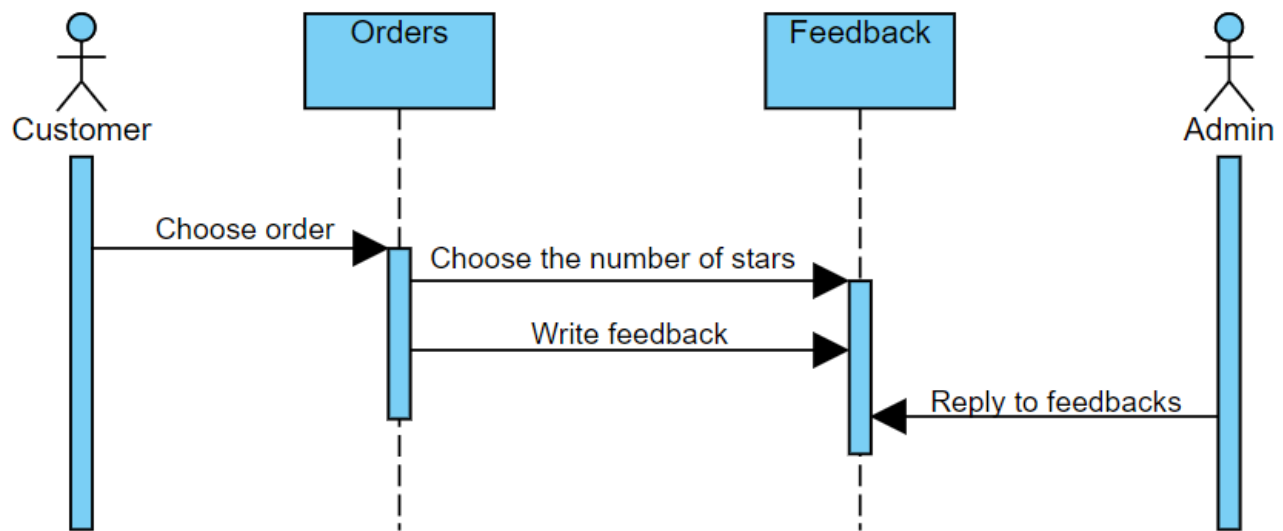 Orders
Feedback
Customer
Admin
Choose order
Choose the number of stars
Write feedback
Reply to feedbacks